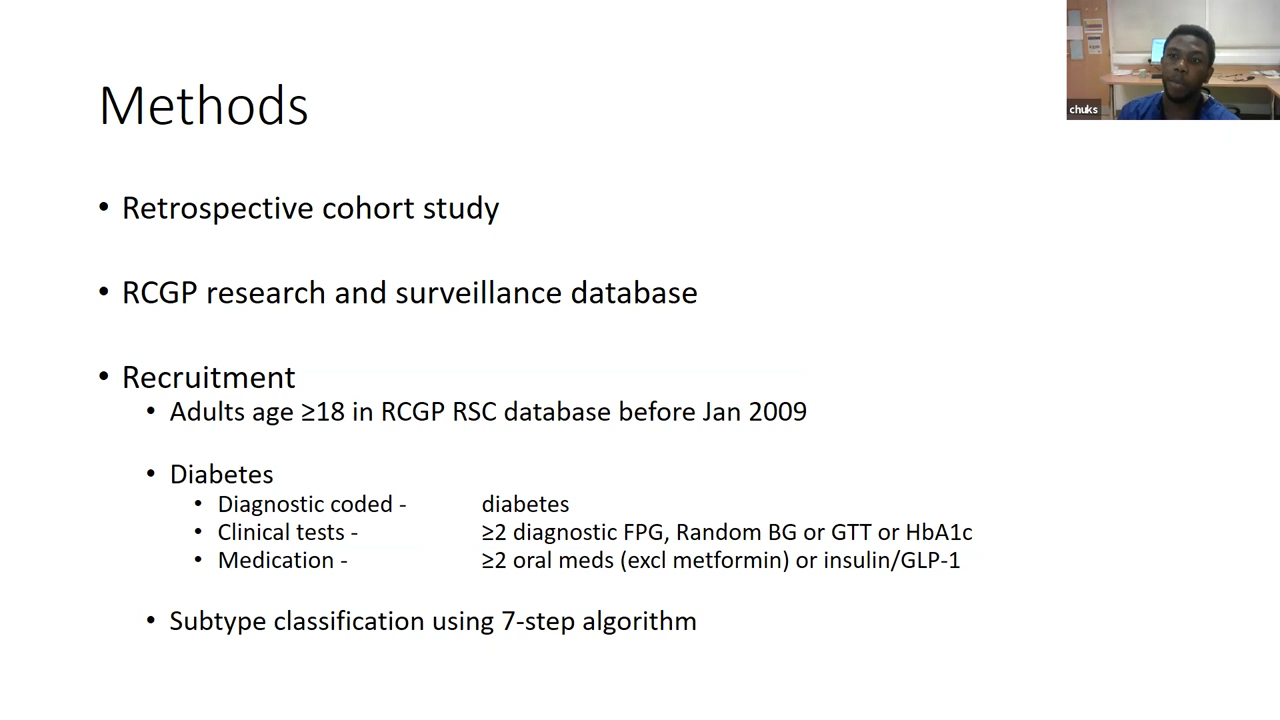 Methods
chuks
• Retrospective cohort study
• RCGP research and surveillance database
• Recruitment
• Adults age ≥18 in RCGP RSC database before Jan 2009
• Diabetes
• Diagnostic coded - diabetes
• Clinical tests - ≥2 diagnostic FPG, Random BG or GTT or HbA1c
• Medication - ≥2 oral meds (excl metformin) or insulin/GLP-1
• Subtype classification using 7-step algorithm